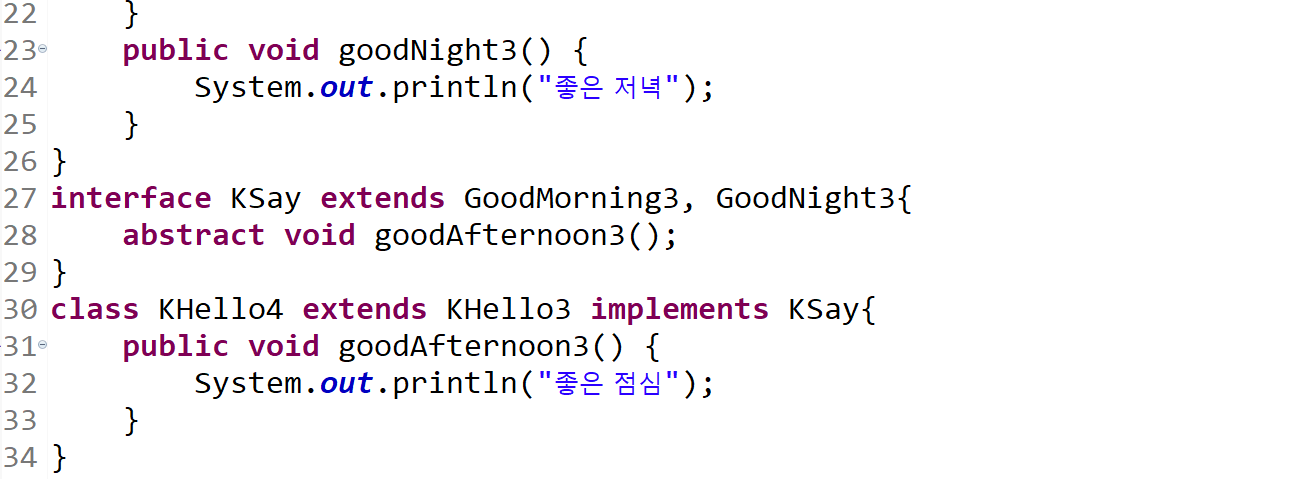 22     }
23     public void goodNight3() {
24         System.out.println("좋은 저녁");
25     }
26 }
27 interface KSay extends GoodMorning3, GoodNight3{
28     abstract void goodAfternoon3();
29 }
30 class KHello4 extends KHello3 implements KSay{
31     public void goodAfternoon3() {
32         System.out.println("좋은 점심");
33     }
34 }